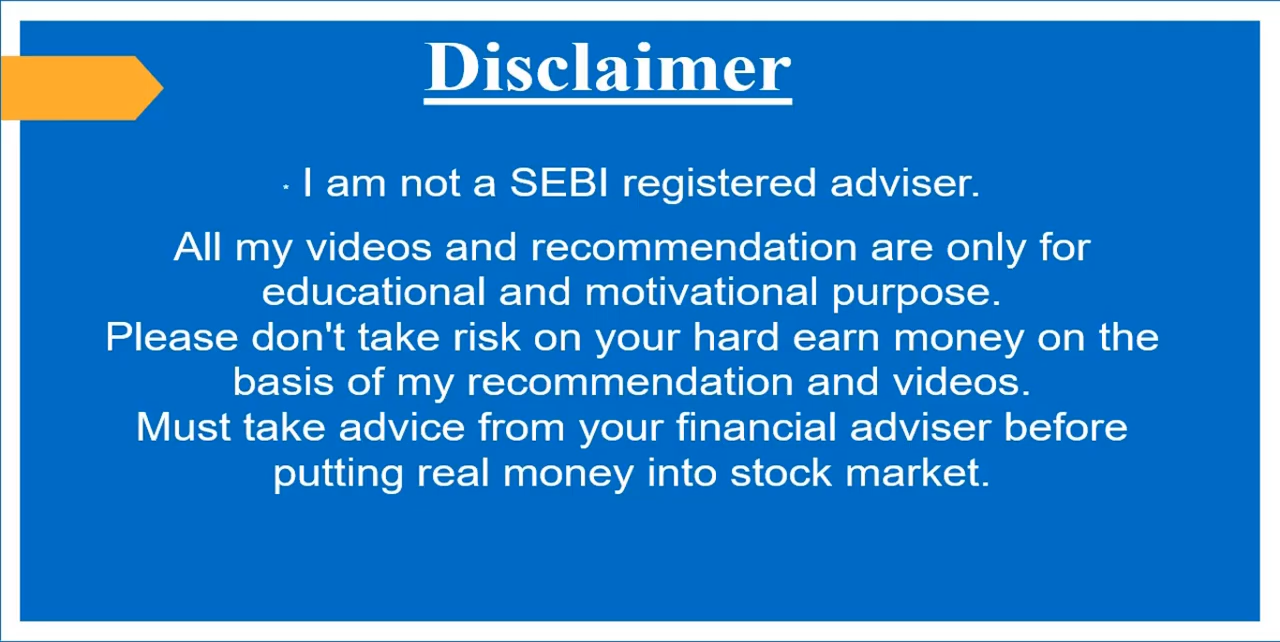 Disclaimer
* I am not a SEBI registered adviser.
All my videos and recommendation are only for
educational and motivational purpose.
Please don't take risk on your hard earn money on the
basis of my recommendation and videos.
Must take advice from your financial adviser before
putting real money into stock market.